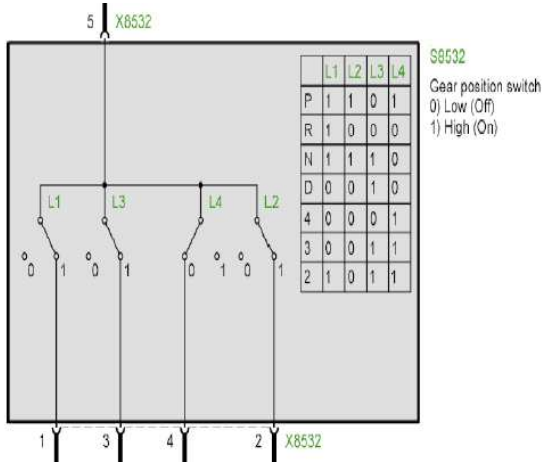 5 X8532
S8532
Gear position switch
0) Low (Off)
1) High (On)
L1 L2 L3 L4
P 1 1 0 1
R 1 0 0 0
N 1 1 1 0
D 0 0 1 0
4 0 0 0 1
3 0 0 1 1
2 1 0 1 1
L1 L3 L4 L2
0 1 0 1 0 1 0 1
1 3 4 2 X8532